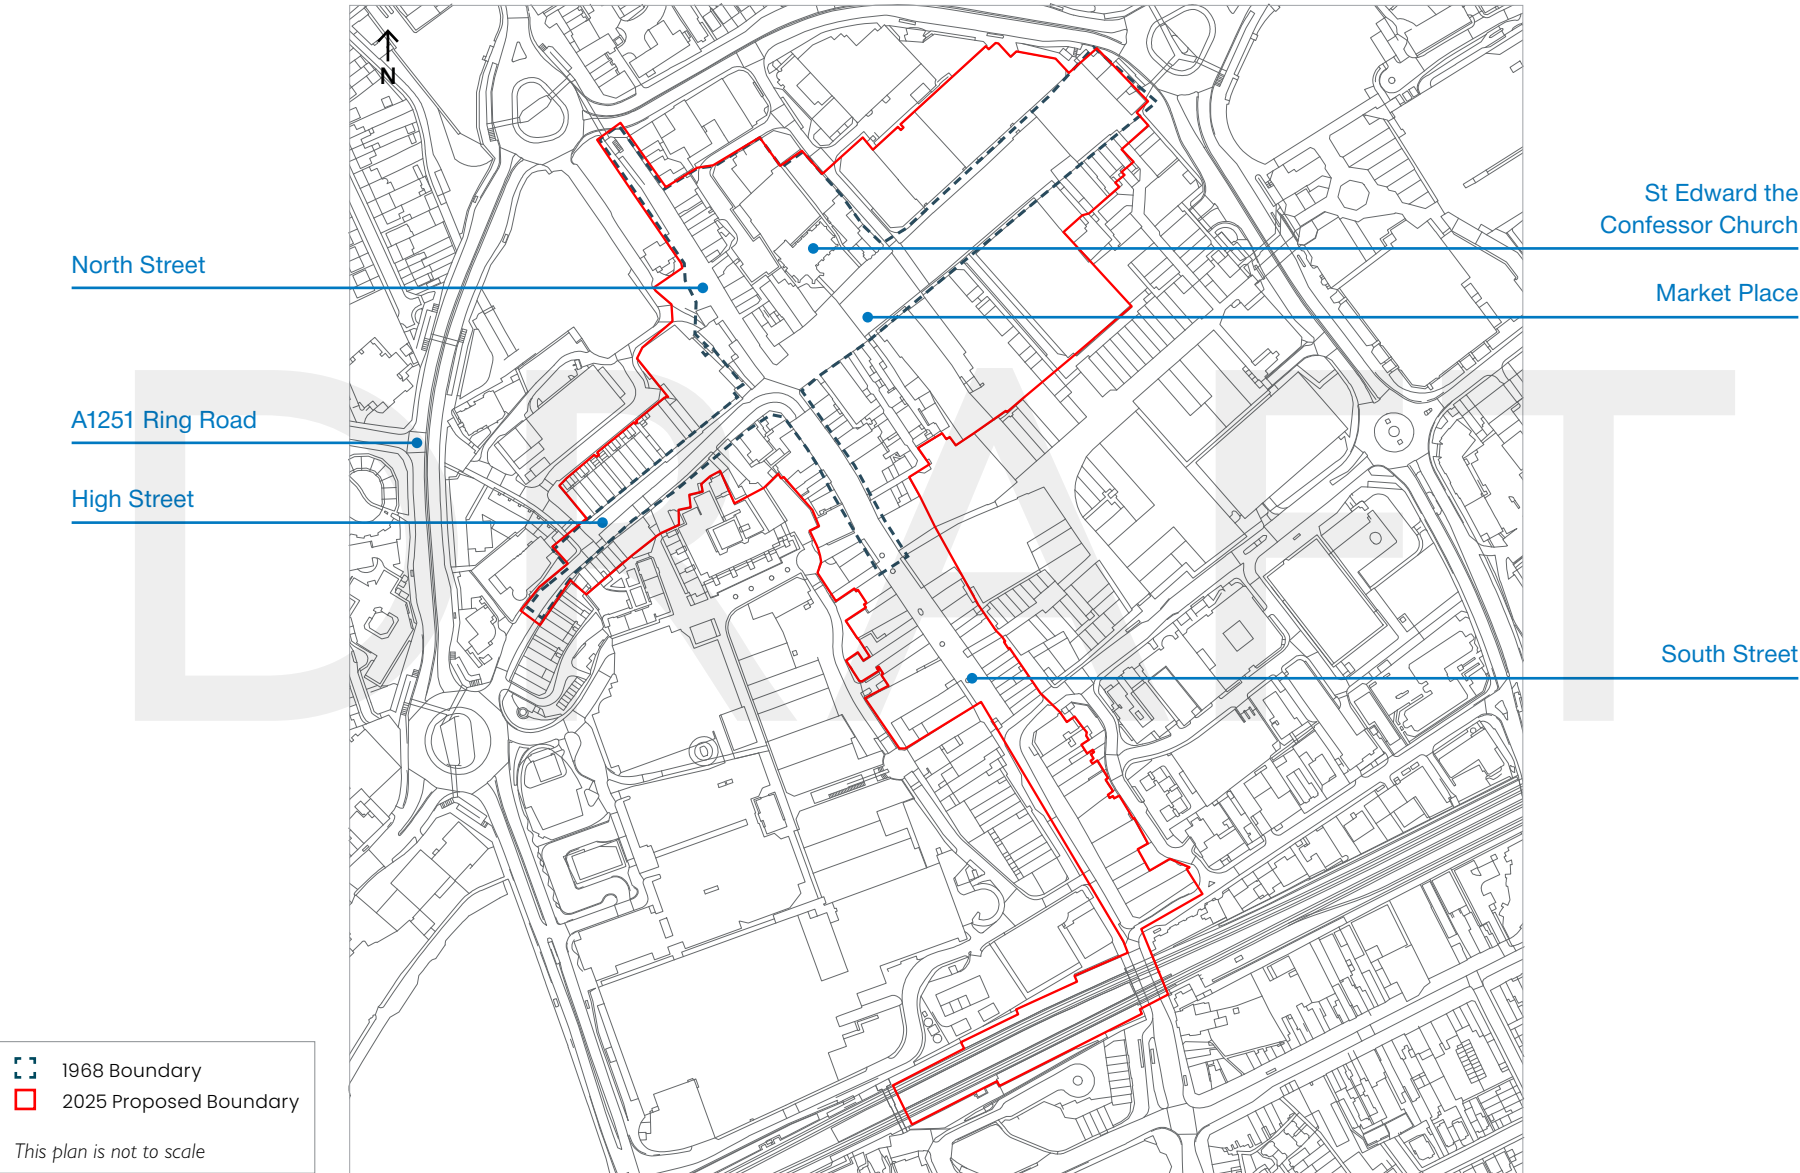 N
St Edward the
Confessor Church
North Street
Market Place
A1251 Ring Road
High Street
DRAFT
South Street
1968 Boundary
2025 Proposed Boundary
This plan is not to scale